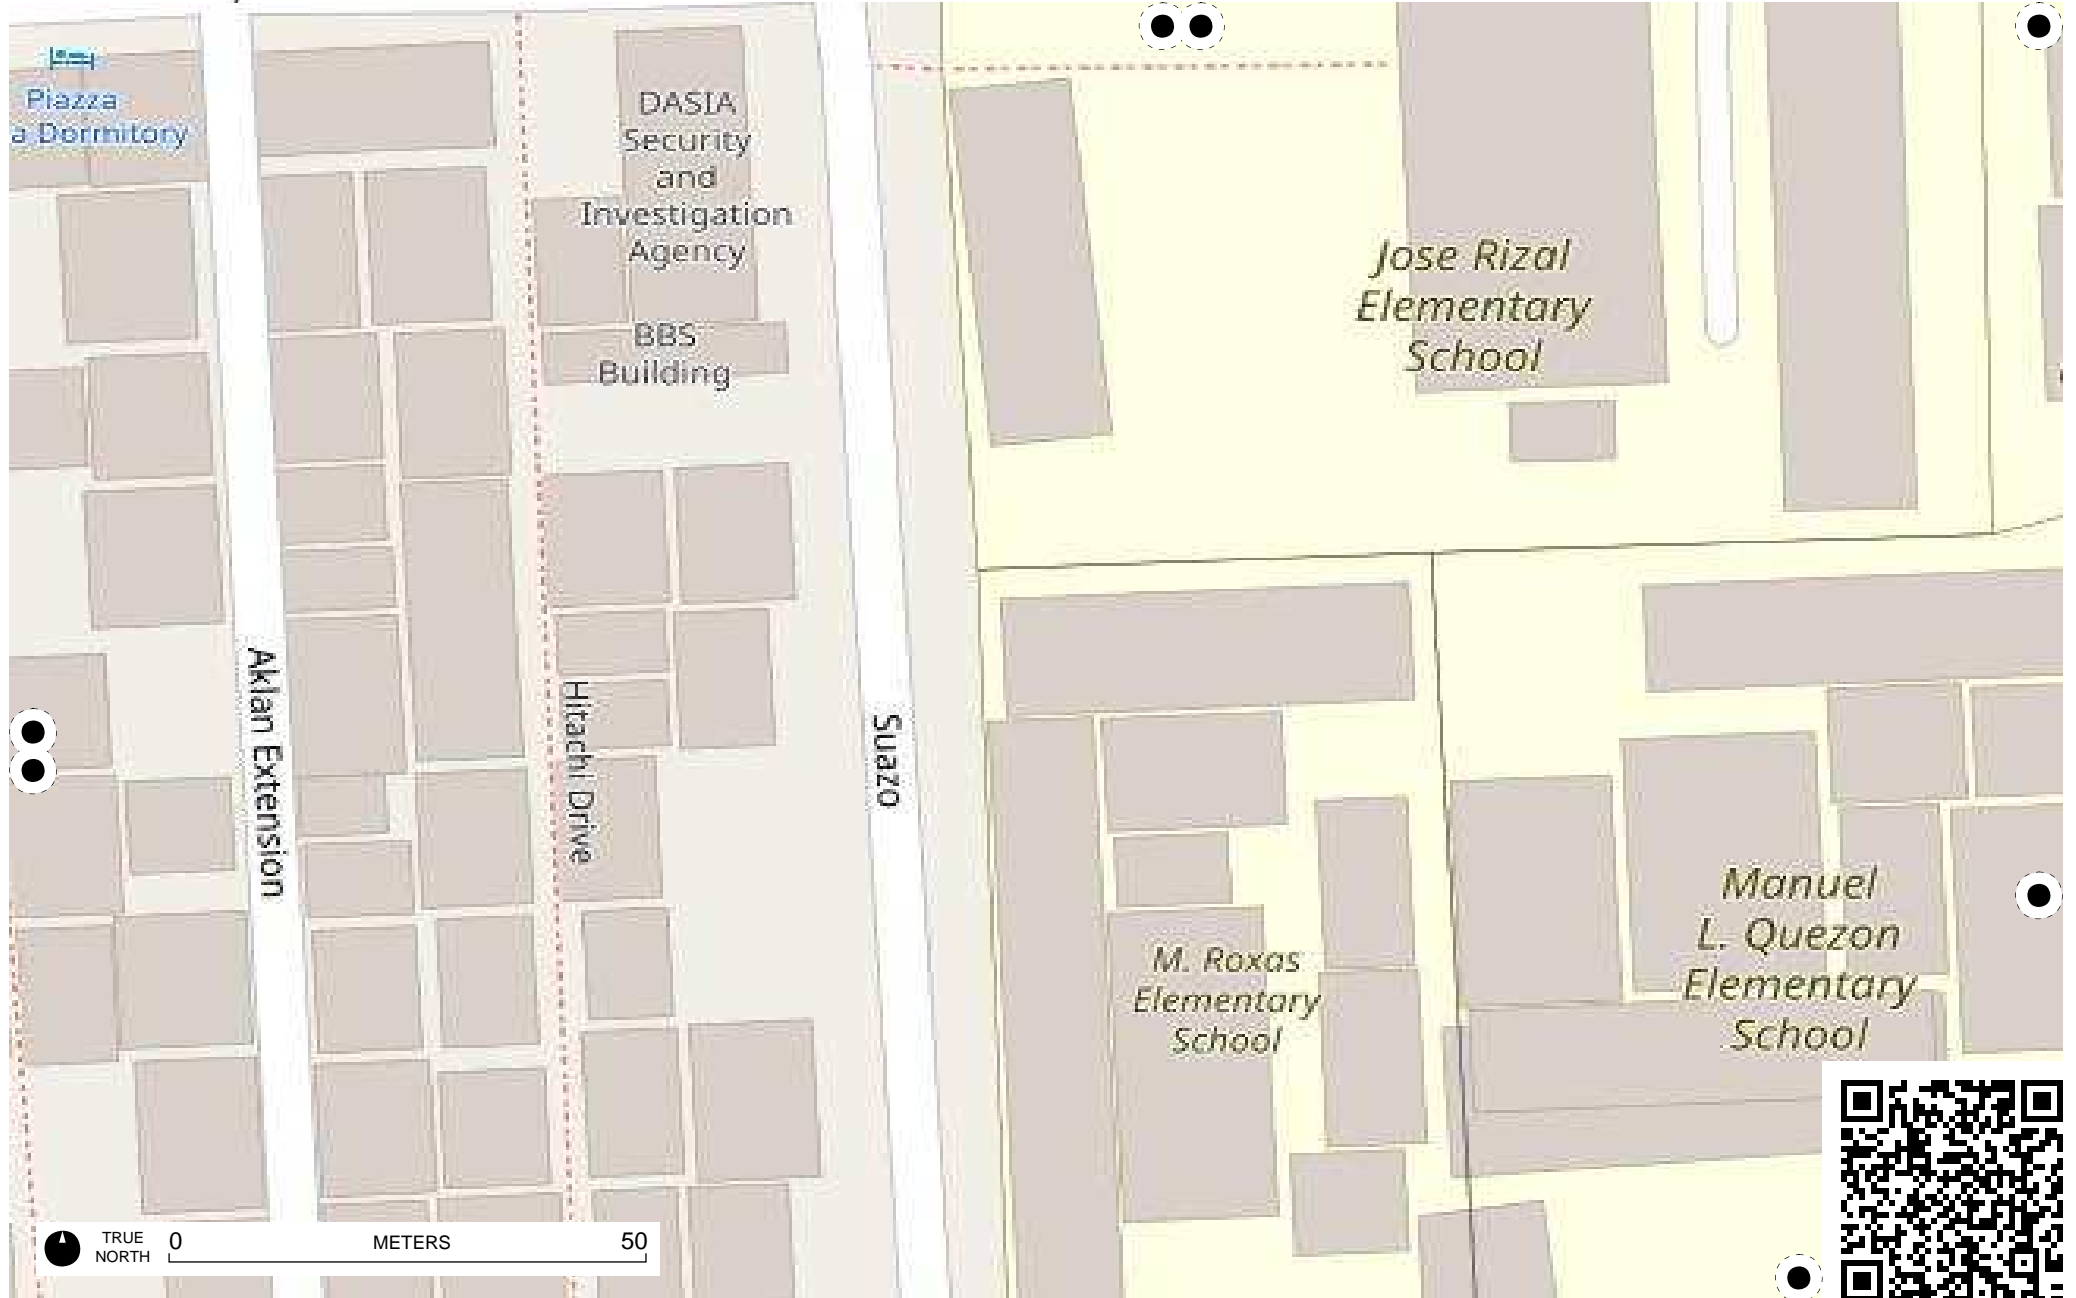 Piazza
a Dormitory
DASIA
Security
and
Investigation
Agency
BBS
Building
Jose Rizal
Elementary
School
Aklan Extension
Hitachi Drive
Suazo
M. Roxas
Elementary
School
Manuel
L. Quezon
Elementary
School
TRUE
NORTH
0 METERS 50